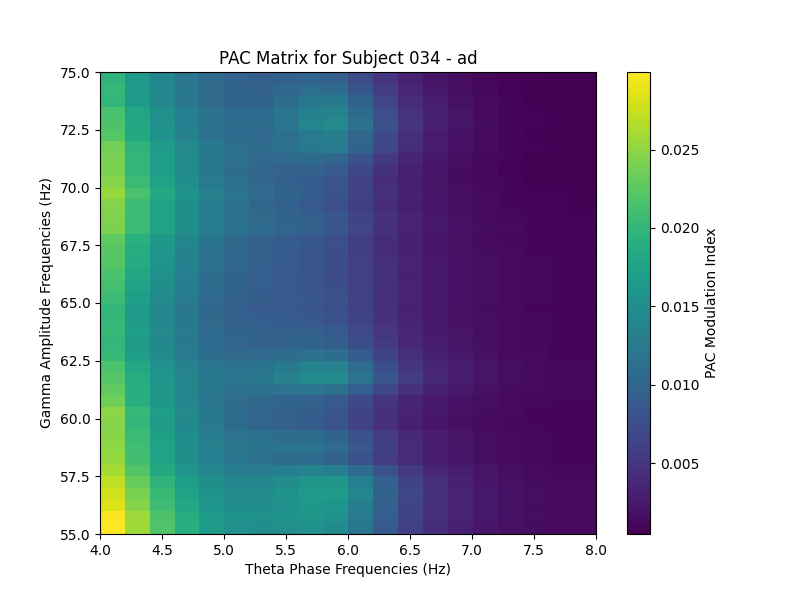 PAC Matrix for Subject 034 - ad
75.0
72.5
70.0
67.5
65.0
62.5
60.0
57.5
55.0
Gamma Amplitude Frequencies (Hz)
4.0 4.5 5.0 5.5 6.0 6.5 7.0 7.5 8.0
Theta Phase Frequencies (Hz)
0.025
0.020
0.015
0.010
0.005
PAC Modulation Index